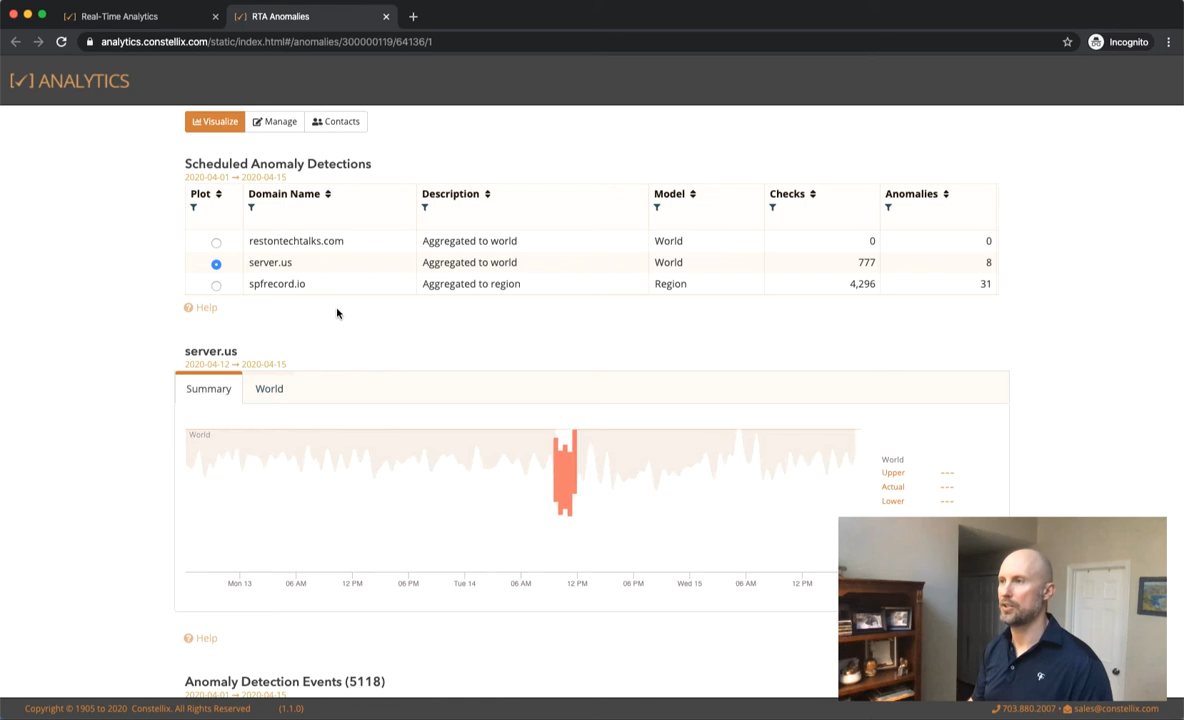 Real-Time Analytics
RTA Anomalies
analytics.constellix.com/static/index.html#/anomalies/300000119/64136/1
Incognito
[✓] ANALYTICS
Visualize Manage Contacts
Scheduled Anomaly Detections
2020-04-01 → 2020-04-15
Plot Domain Name Description Model Checks Anomalies
restontechtalks.com Aggregated to world World 0 0
server.us Aggregated to world World 777 8
spfrecord.io Aggregated to region Region 4,296 31
Help
server.us
2020-04-12 → 2020-04-15
Summary World
World
World
Upper ---
Actual ---
Lower ---
Mon 13 06 AM 12 PM 06 PM Tue 14 06 AM 12 PM 06 PM Wed 15 06 AM 12 PM
Help
Anomaly Detection Events (5118)
2020-04-01 → 2020-04-15
Copyright © 1905 to 2020 Constellix. All Rights Reserved (1.1.0) 703.880.2007 • sales@constellix.com